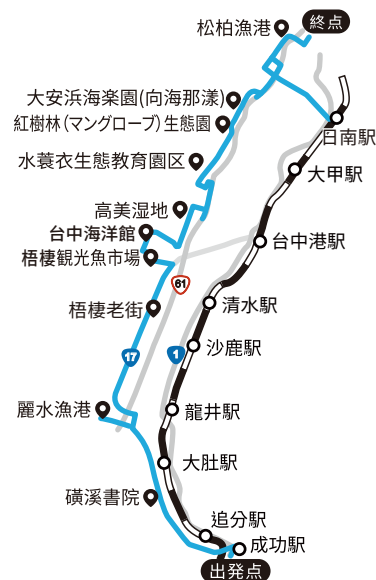 松柏漁港
終点
大安浜海楽園(向海那漾)
紅樹林(マングローブ)生態園
日南駅
水蓑衣生態教育園区
大甲駅
高美湿地
台中海洋館
台中港駅
梧棲観光魚市場
61
清水駅
梧棲老街
17
1
沙鹿駅
麗水漁港
龍井駅
大肚駅
磺溪書院
追分駅
成功駅
出発点